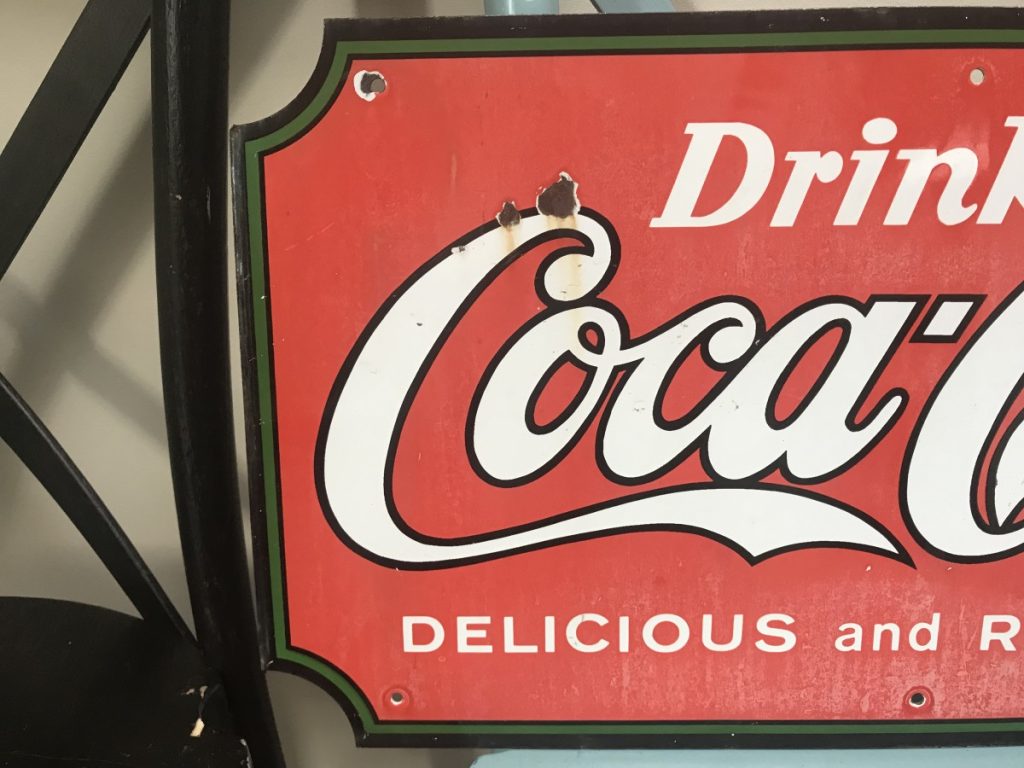 Drink
Coca-C
DELICIOUS and R